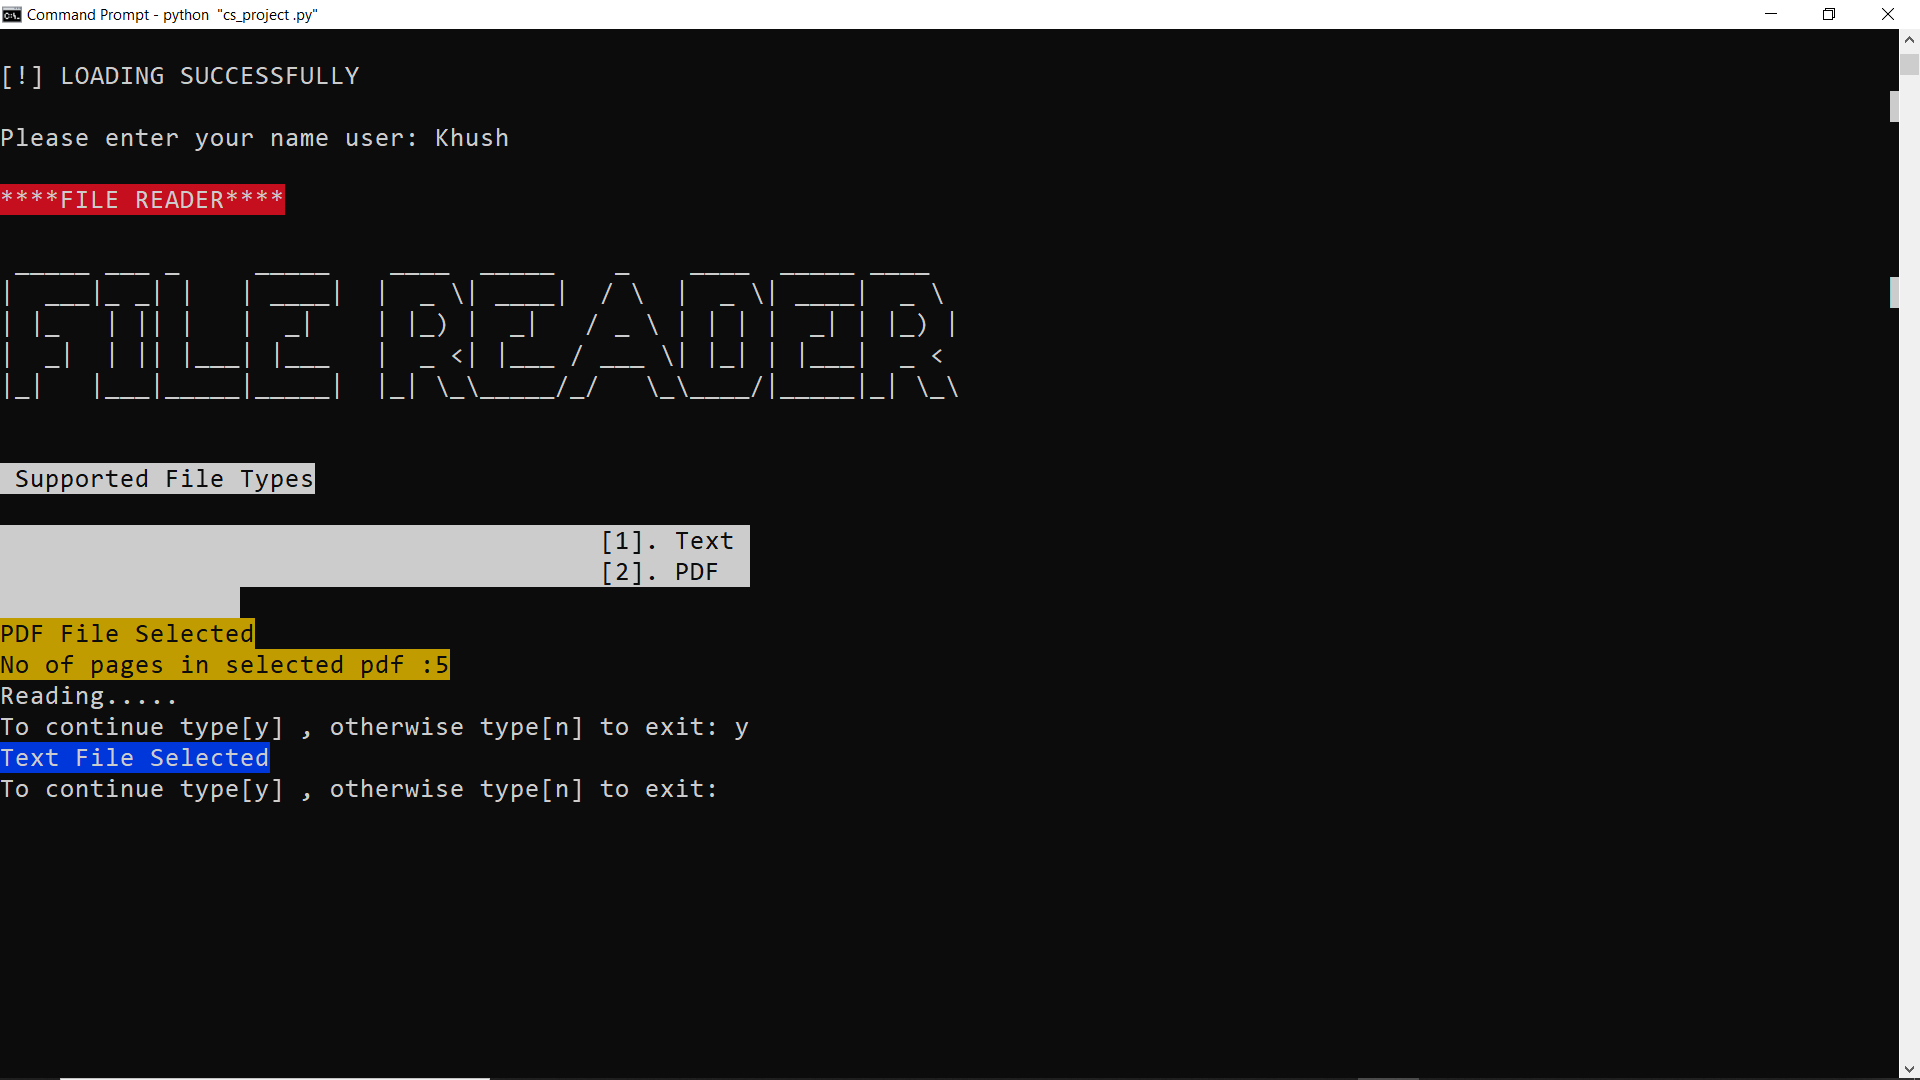 Command Prompt - python  "cs_project .py"
[!] LOADING SUCCESSFULLY
Please enter your name user: Khush
****FILE READER****
FILE READER
Supported File Types
[1]. Text
[2]. PDF
PDF File Selected
No of pages in selected pdf :5
Reading.....
To continue type[y] , otherwise type[n] to exit: y
Text File Selected
To continue type[y] , otherwise type[n] to exit: